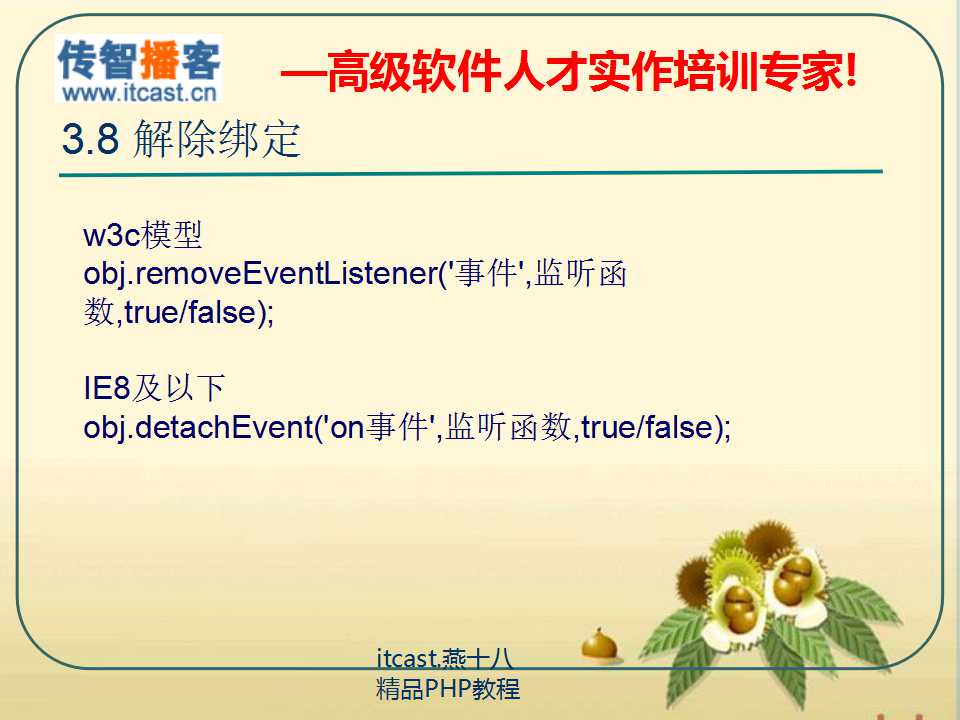 传智播客
www.itcast.cn
—高级软件人才实作培训专家!
3.8 解除绑定
w3c模型
obj.removeEventListener('事件',监听函
数,true/false);
IE8及以下
obj.detachEvent('on事件',监听函数,true/false);
itcast.燕十八
精品PHP教程